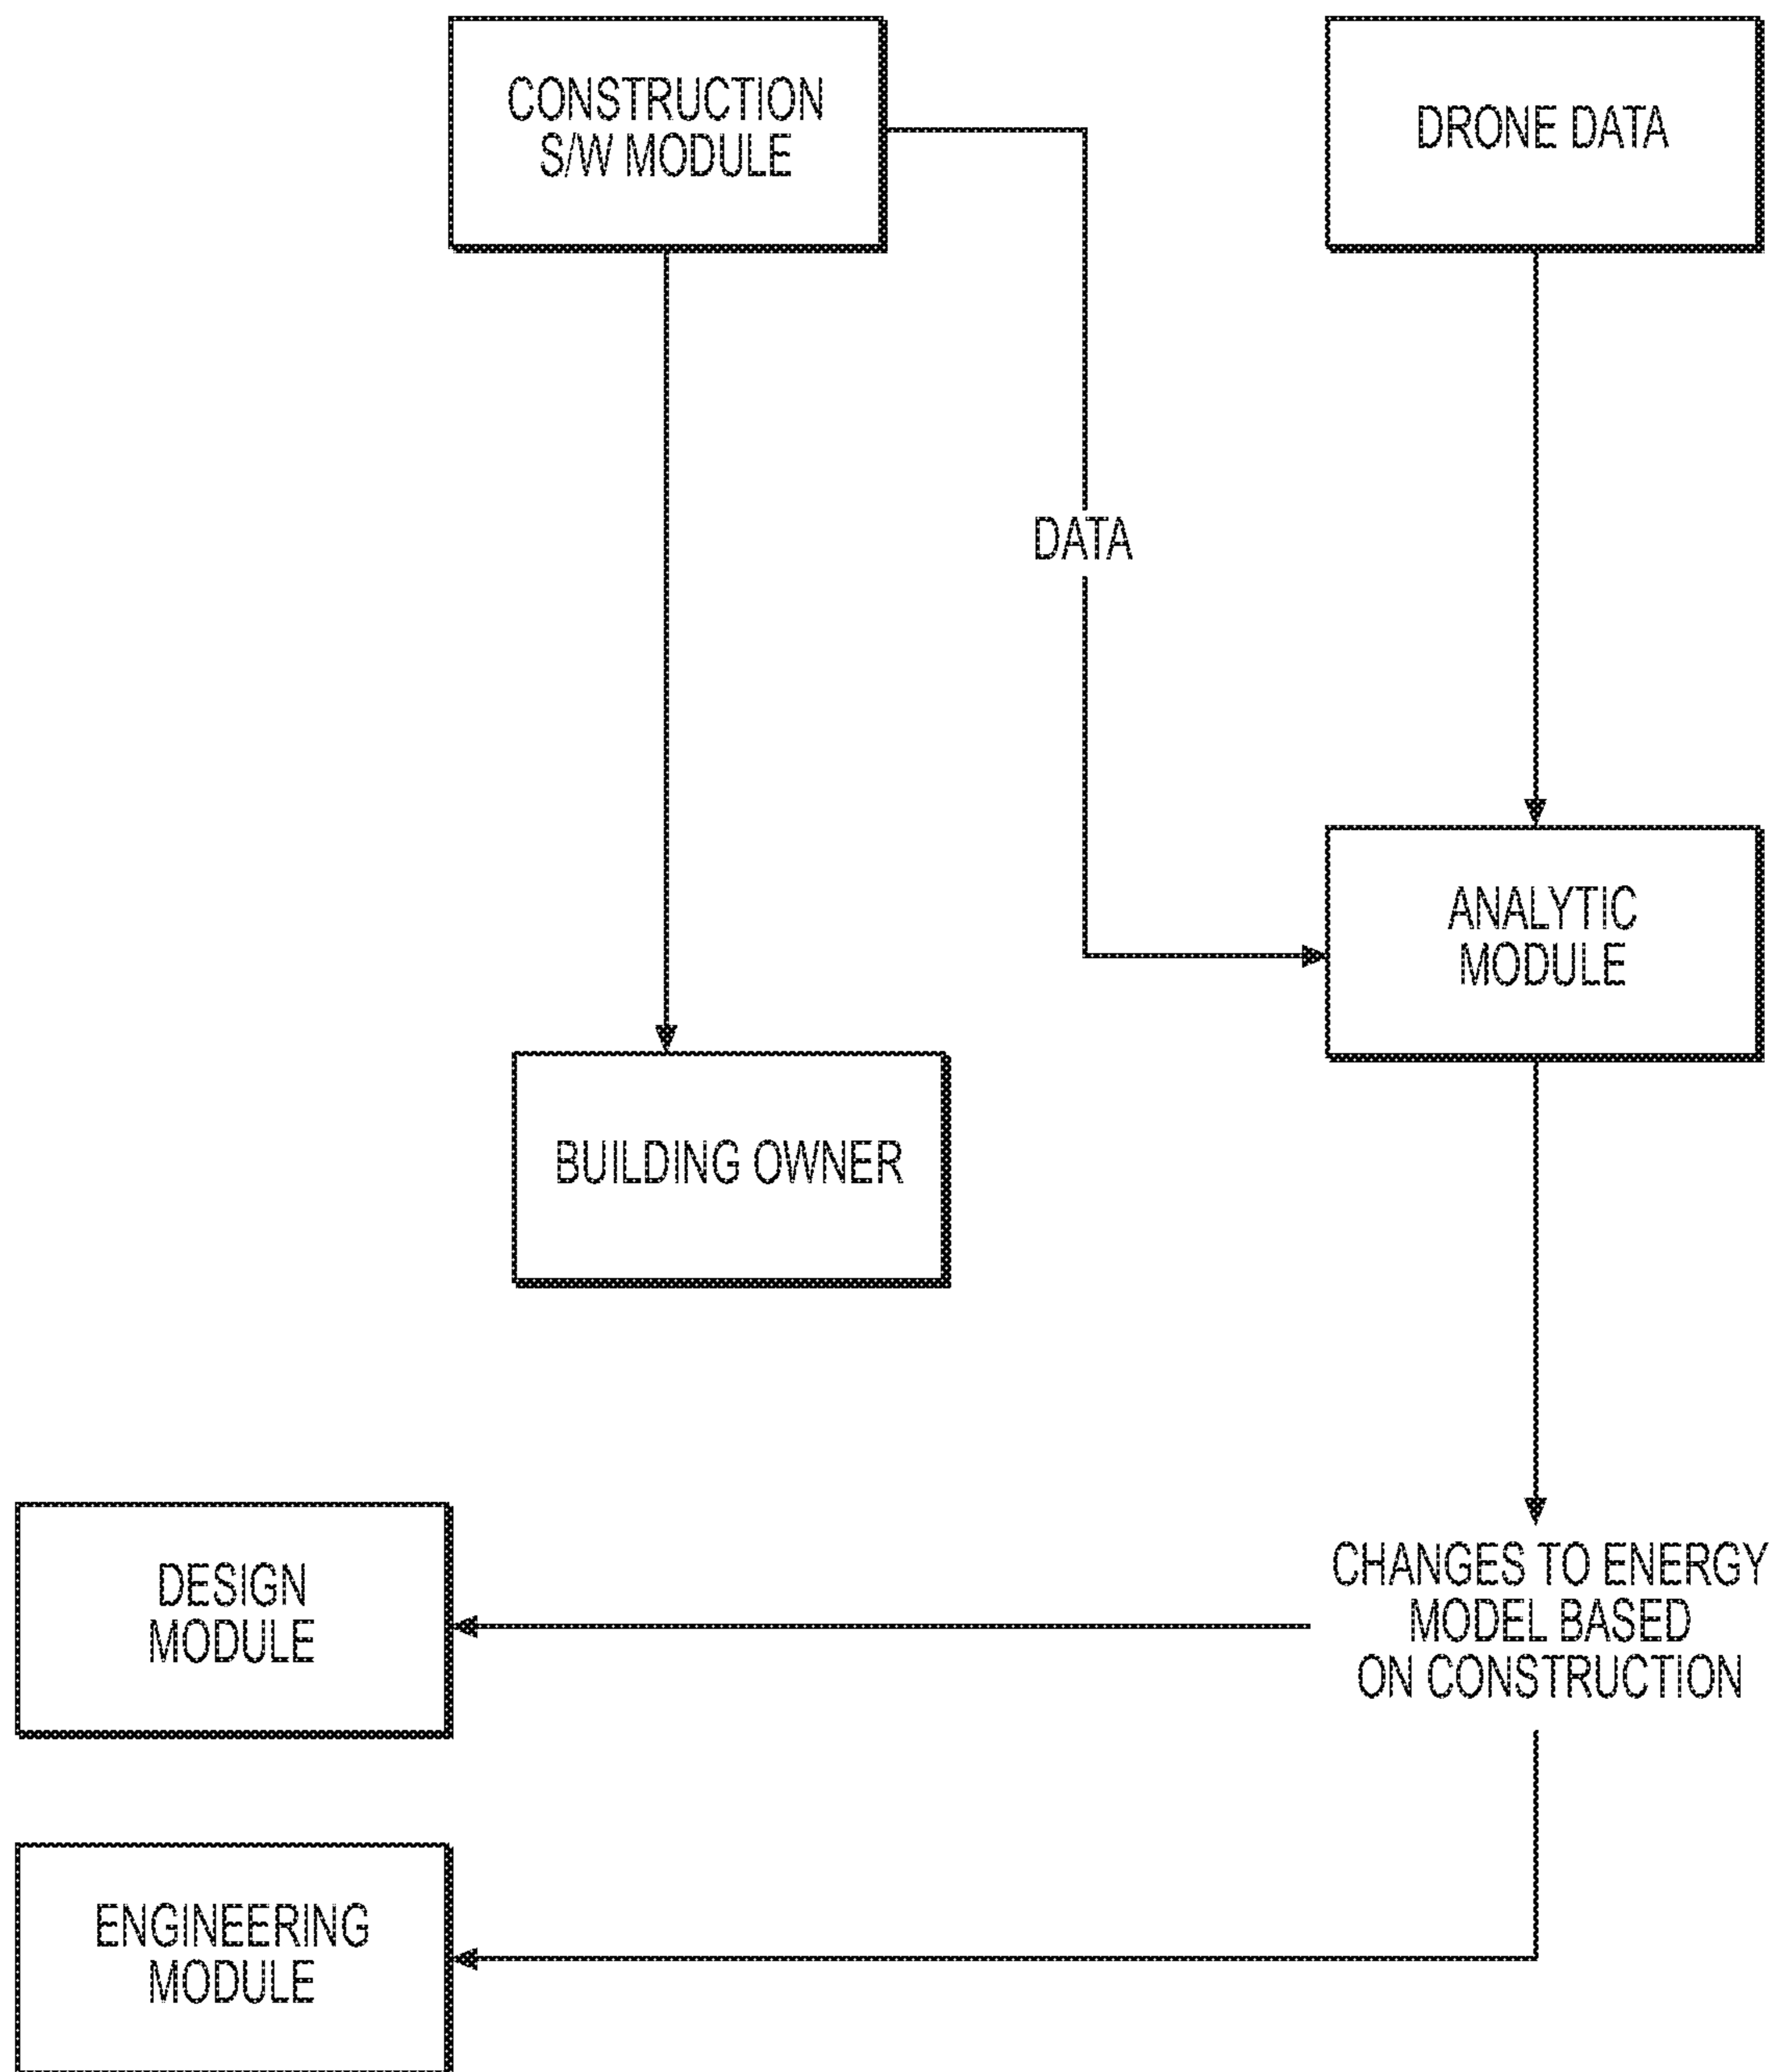 CONSTRUCTION
S/W MODULE
DRONE DATA
DATA
ANALYTIC
MODULE
BUILDING OWNER
DESIGN
MODULE
CHANGES TO ENERGY
MODEL BASED
ON CONSTRUCTION
ENGINEERING
MODULE